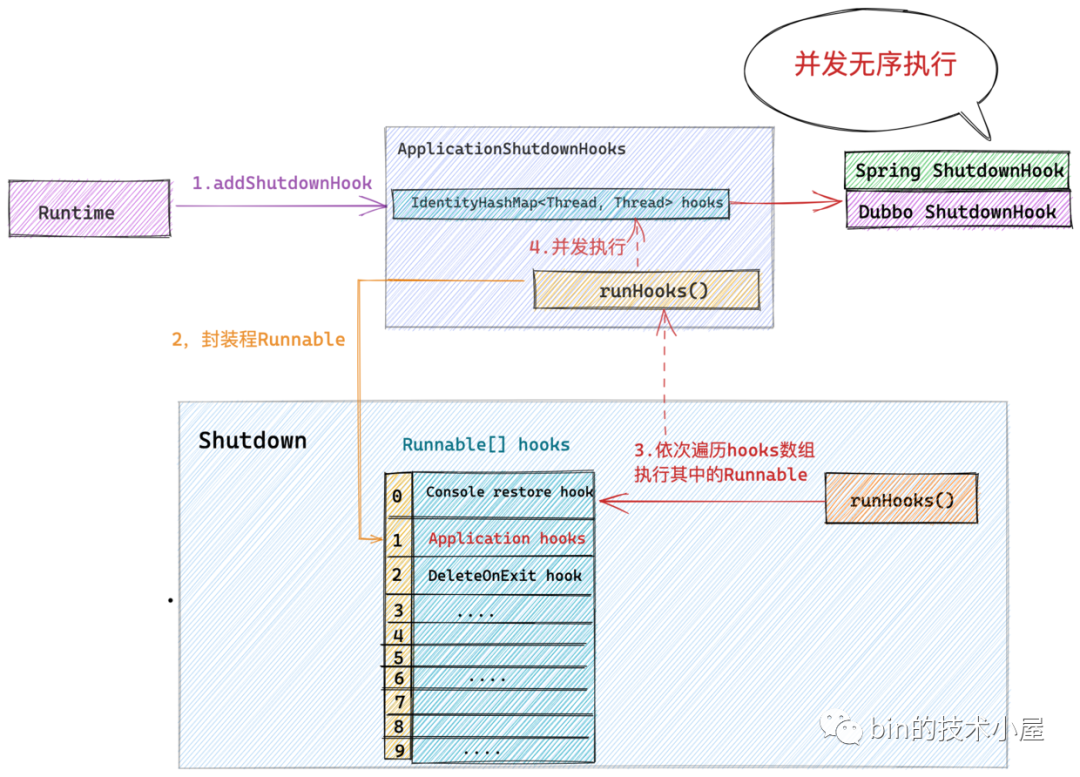 并发无序执行
ApplicationShutdownHooks
Spring ShutdownHook
1.addShutdownHook
Runtime
IdentityHashMap<Thread, Thread> hooks
Dubbo ShutdownHook
4.并发执行
runHooks()
2，封装程Runnable
Shutdown
Runnable[] hooks
3.依次遍历hooks数组
执行其中的Runnable
0 Console restore hook
runHooks()
1 Application hooks
2 DeleteOnExit hook
3 ....
4
5
6 ....
7
8
9 ....
bin的技术小屋